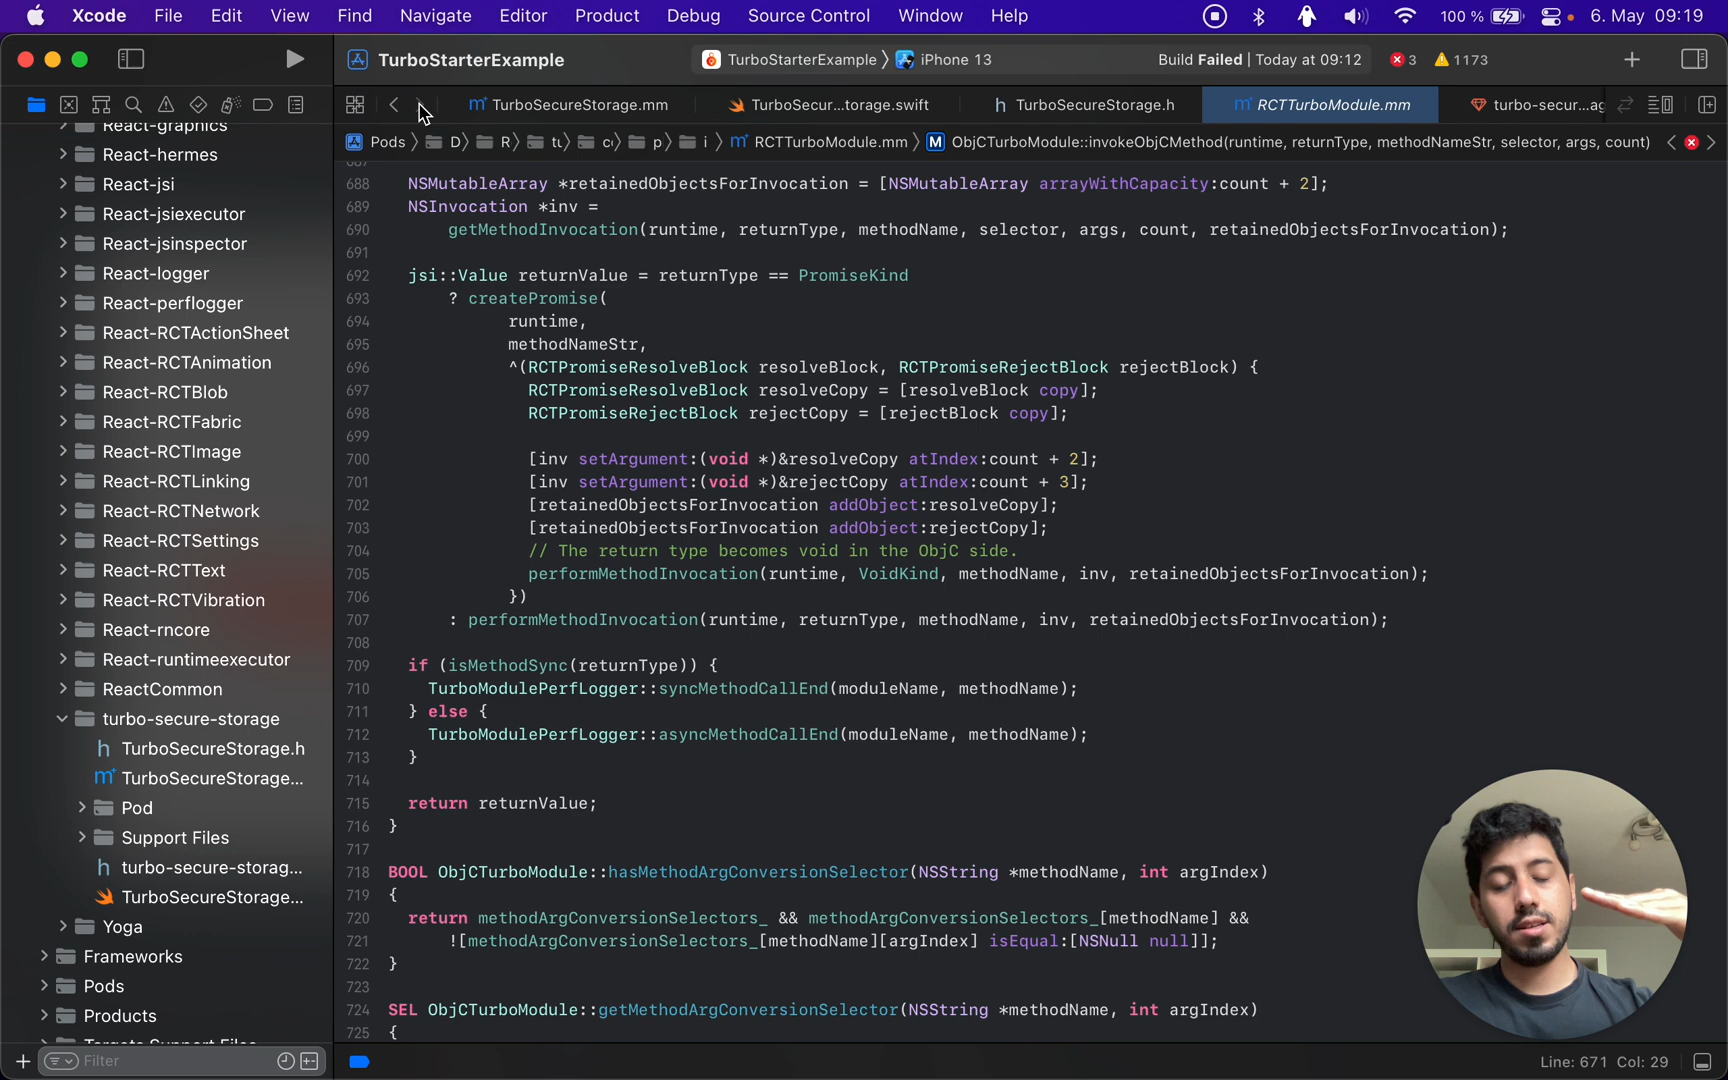 Xcode File Edit View Find Navigate Editor Product Debug Source Control Window Help 100 % 6. May 09:19
TurboStarterExample TurboStarterExample iPhone 13 Build Failed | Today at 09:12 3 1173
TurboSecureStorage.mm TurboSecur...torage.swift TurboSecureStorage.h RCTTurboModule.mm turbo-secur...
Pods D R c p i RCTTurboModule.mm M ObjCTurboModule::invokeObjCMethod(runtime, returnType, methodNameStr, selector, args, count)
React-graphics
React-hermes
React-jsi
React-jsiexecutor
React-jsinspector
React-logger
React-perflogger
React-RCTActionSheet
React-RCTAnimation
React-RCTBlob
React-RCTFabric
React-RCTImage
React-RCTLinking
React-RCTNetwork
React-RCTSettings
React-RCTText
React-RCTVibration
React-rncore
React-runtimeexecutor
ReactCommon
turbo-secure-storage
TurboSecureStorage.h
TurboSecureStorage...
Pod
Support Files
turbo-secure-storag...
TurboSecureStorage...
Yoga
Frameworks
Pods
Products
Filter
688 NSMutableArray *retainedObjectsForInvocation = [NSMutableArray arrayWithCapacity:count + 2];
689 NSInvocation *inv =
690 getMethodInvocation(runtime, returnType, methodName, selector, args, count, retainedObjectsForInvocation);
691
692 jsi::Value returnValue = returnType == PromiseKind
693 ? createPromise(
694 runtime,
695 methodNameStr,
696 ^(RCTPromiseResolveBlock resolveBlock, RCTPromiseRejectBlock rejectBlock) {
697 RCTPromiseResolveBlock resolveCopy = [resolveBlock copy];
698 RCTPromiseRejectBlock rejectCopy = [rejectBlock copy];
699
700 [inv setArgument:(void *)&resolveCopy atIndex:count + 2];
701 [inv setArgument:(void *)&rejectCopy atIndex:count + 3];
702 [retainedObjectsForInvocation addObject:resolveCopy];
703 [retainedObjectsForInvocation addObject:rejectCopy];
704 // The return type becomes void in the ObjC side.
705 performMethodInvocation(runtime, VoidKind, methodName, inv, retainedObjectsForInvocation);
706 })
707 : performMethodInvocation(runtime, returnType, methodName, inv, retainedObjectsForInvocation);
708
709 if (isMethodSync(returnType)) {
710 TurboModulePerfLogger::syncMethodCallEnd(moduleName, methodName);
711 } else {
712 TurboModulePerfLogger::asyncMethodCallEnd(moduleName, methodName);
713 }
714
715 return returnValue;
716 }
717
718 BOOL ObjCTurboModule::hasMethodArgConversionSelector(NSString *methodName, int argIndex)
719 {
720 return methodArgConversionSelectors_ && methodArgConversionSelectors_[methodName] &&
721 ![methodArgConversionSelectors_[methodName][argIndex] isEqual:[NSNull null]];
722 }
723
724 SEL ObjCTurboModule::getMethodArgConversionSelector(NSString *methodName, int argIndex)
725 {
Line: 671 Col: 29